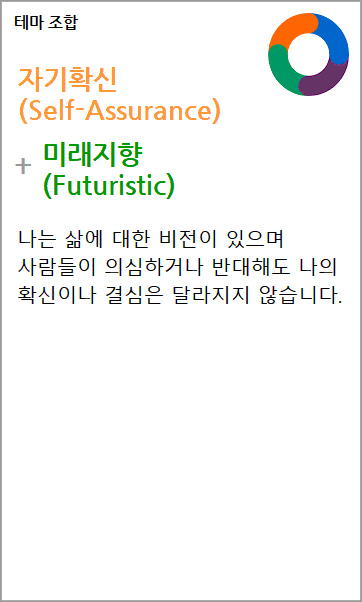 테마 조합
자기확신
(Self-Assurance)
+ 미래지향
(Futuristic)
나는 삶에 대한 비전이 있으며
사람들이 의심하거나 반대해도 나의
확신이나 결심은 달라지지 않습니다.